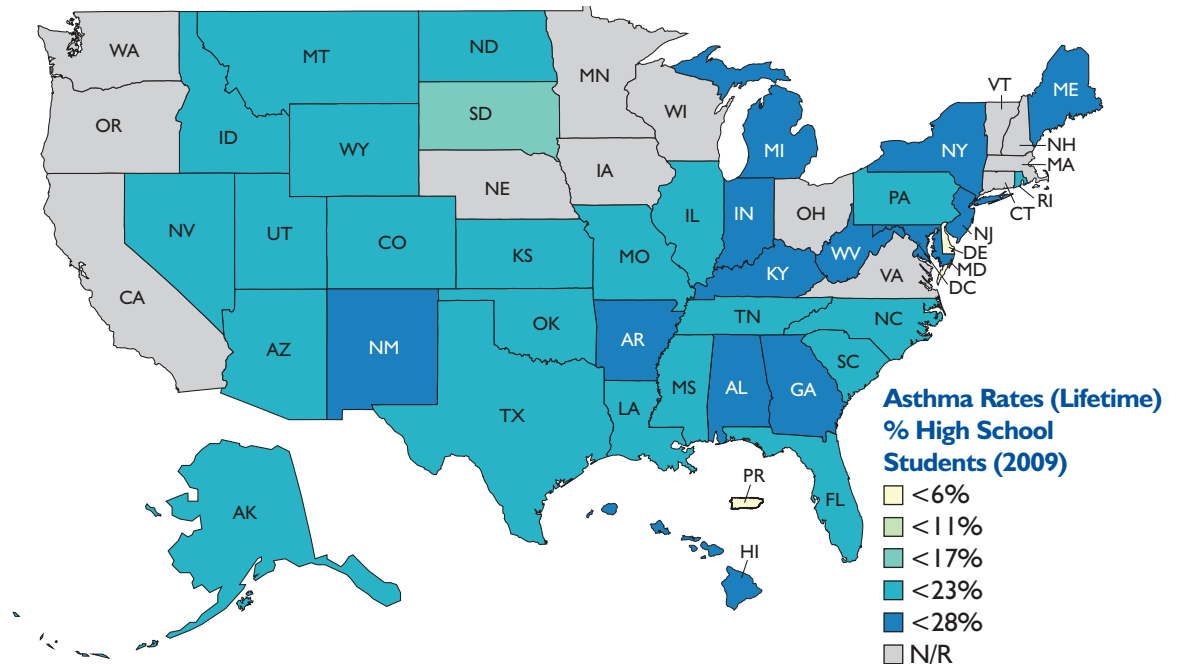 WA
MT
ND
MN
VT
ME
OR
ID
SD
WI
MI
NY
NH
MA
WY
IA
NE
PA
RI
CT
NV
UT
CO
IL
IN
OH
NJ
DE
MD
DC
KS
MO
WV
KY
VA
CA
AZ
NM
OK
TN
NC
AR
SC
TX
LA
MS
AL
GA
AK
PR
FL
HI
Asthma Rates (Lifetime)
% High School
Students (2009)
<6%
<11%
<17%
<23%
<28%
N/R